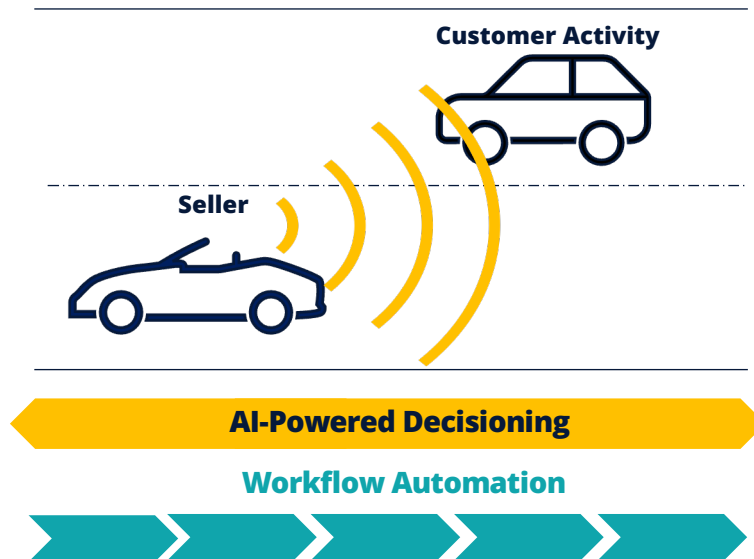 Customer Activity
Seller
AI-Powered Decisioning
Workflow Automation